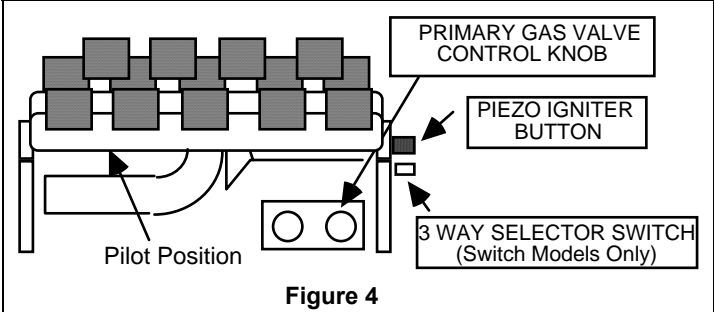 PRIMARY GAS VALVE
CONTROL KNOB
PIEZO IGNITER
BUTTON
3 WAY SELECTOR SWITCH
(Switch Models Only)
Pilot Position
Figure 4